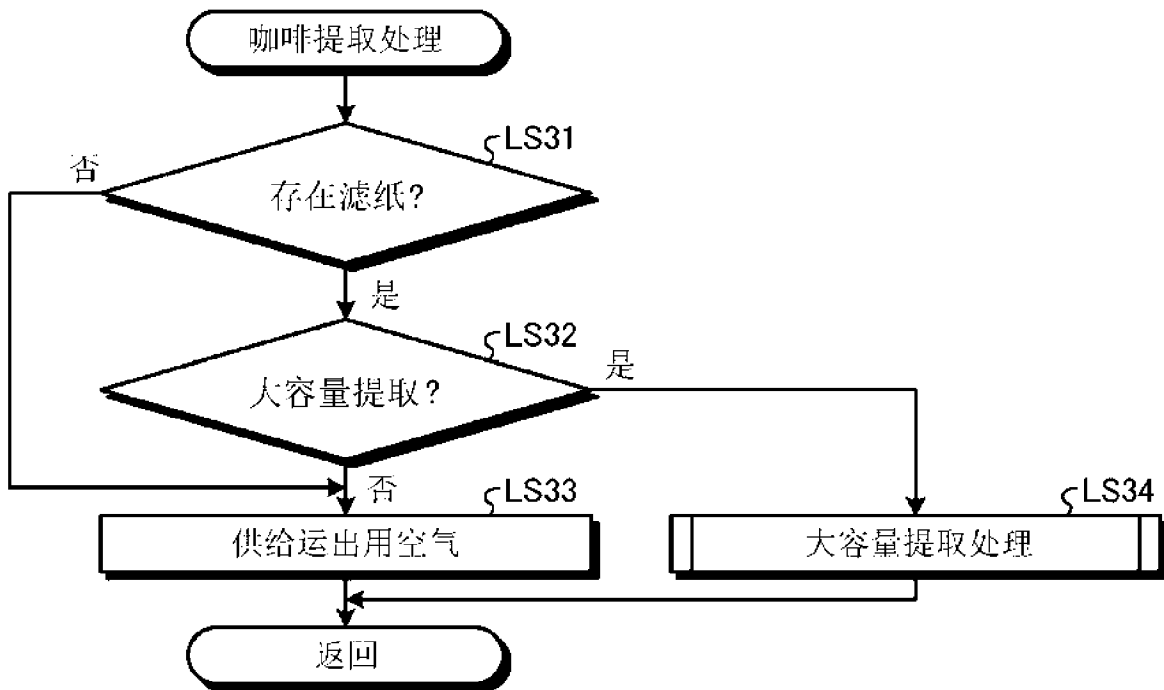 咖啡提取处理
LS31
否
存在滤纸?
是
LS32
是
大容量提取?
否
LS33
LS34
供给运出用空气
大容量提取处理
返回